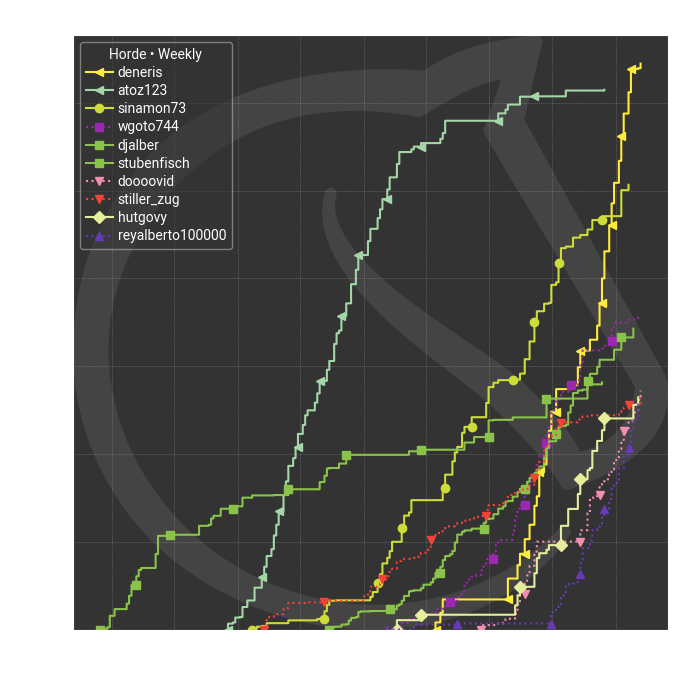 Horde • Weekly
deneris
atoz123
sinamon73
wgoto744
djalber
stubenfisch
doooovid
stiller_zug
hutgovy
reyalberto100000